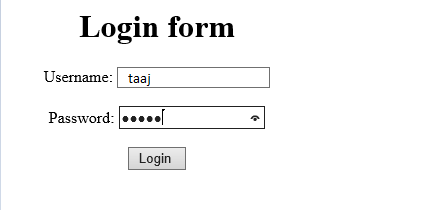 Login form
Username: taaj
Password: •••••
Login